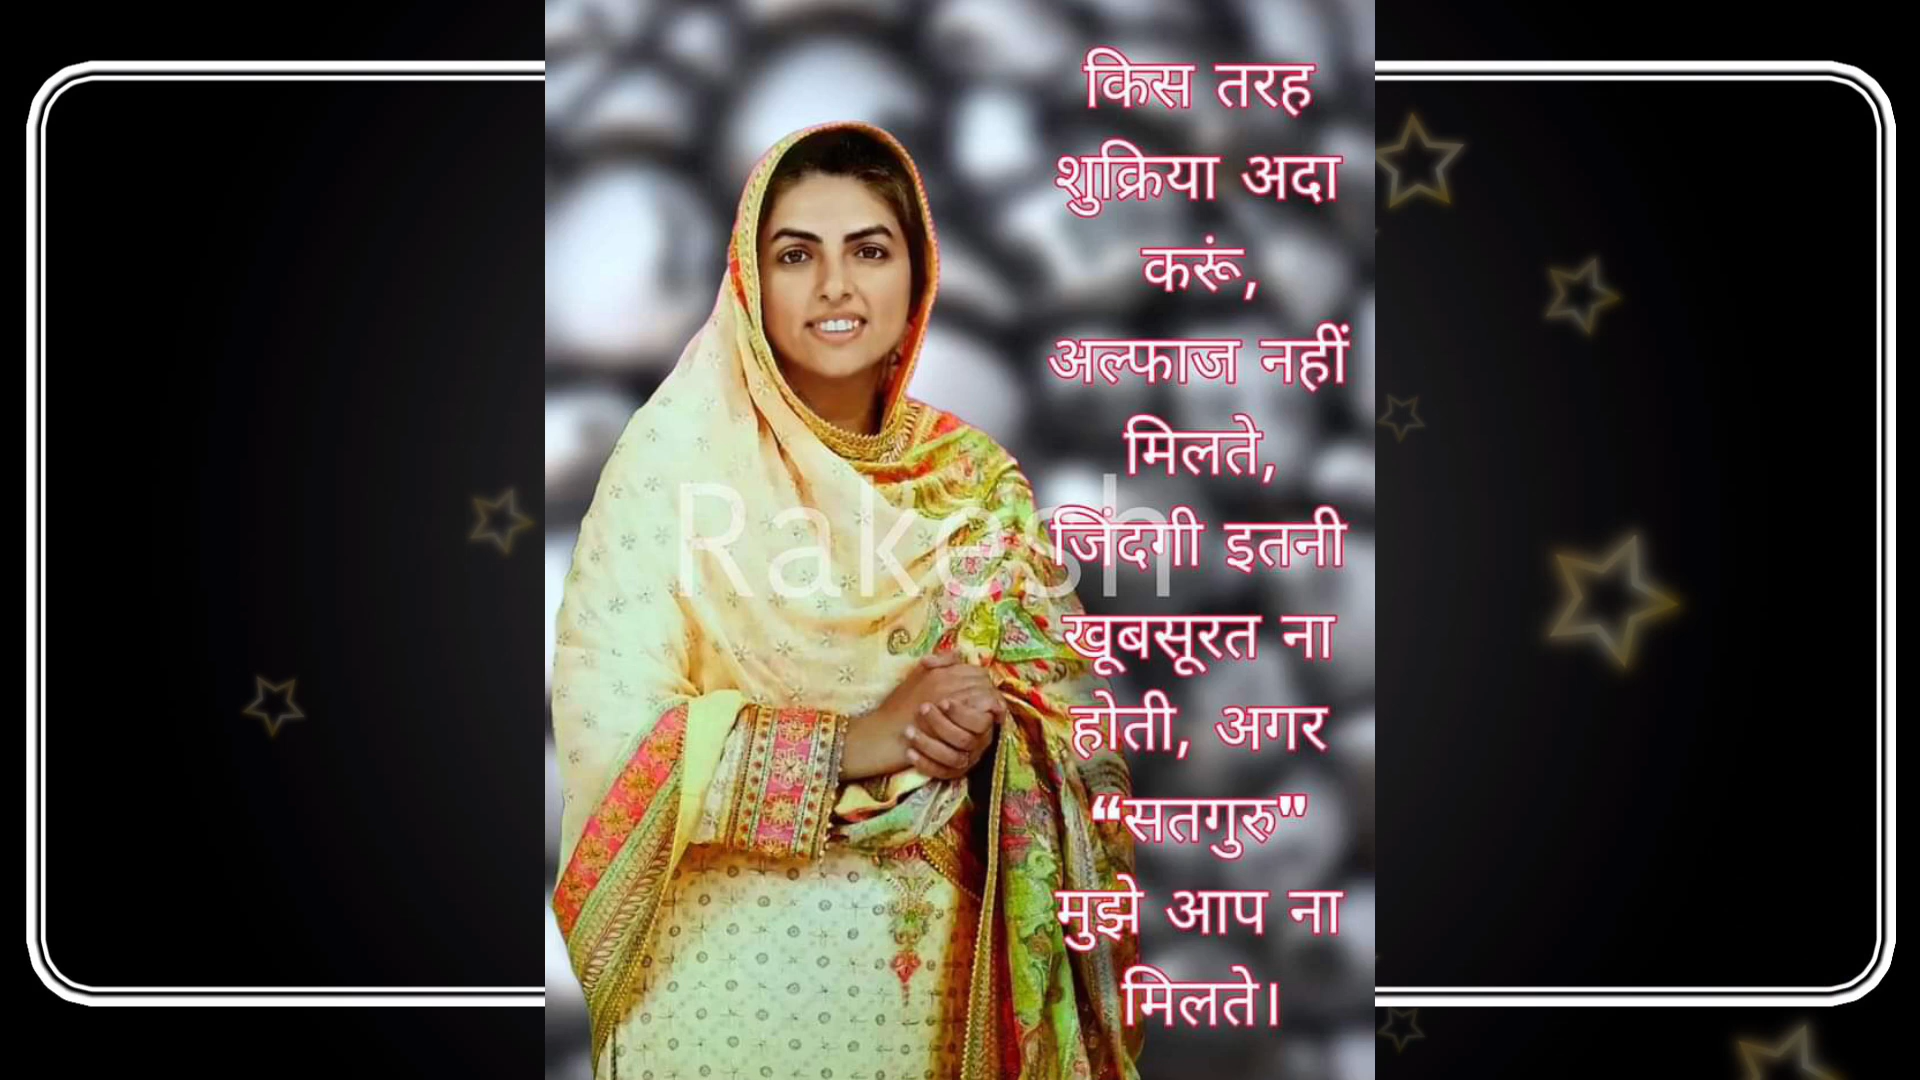 किस तरह
शुक्रिया अदा
करूं,
अल्फाज नहीं
मिलते,
जिंदगी इतनी
खूबसूरत ना
होती, अगर
“सतगुरु"
मुझे आप ना
मिलते।
Rakesh